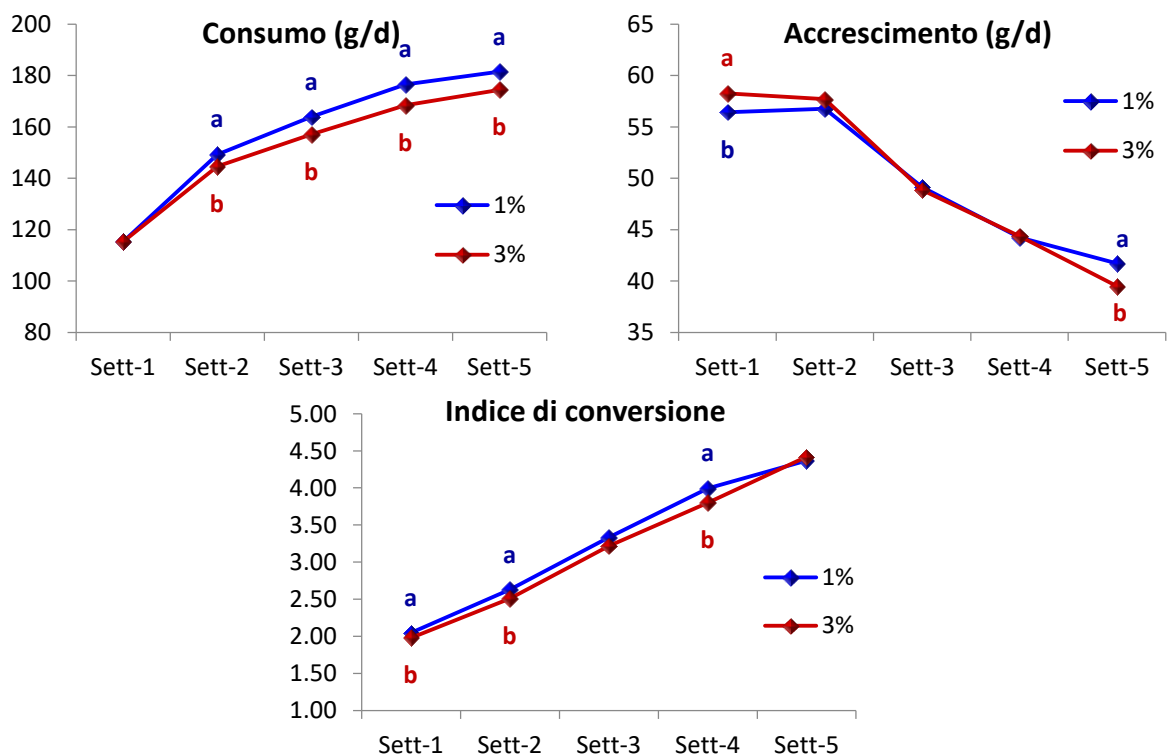 Consumo (g/d)
200
180
160
140
120
100
80
a
a
a
a
b
b
b
b
1%
3%
Sett-1 Sett-2 Sett-3 Sett-4 Sett-5
Accrescimento (g/d)
65
60
55
50
45
40
35
a
b
a
b
1%
3%
Sett-1 Sett-2 Sett-3 Sett-4 Sett-5
Indice di conversione
5.00
4.50
4.00
3.50
3.00
2.50
2.00
1.50
1.00
a
a
a
b
b
b
1%
3%
Sett-1 Sett-2 Sett-3 Sett-4 Sett-5